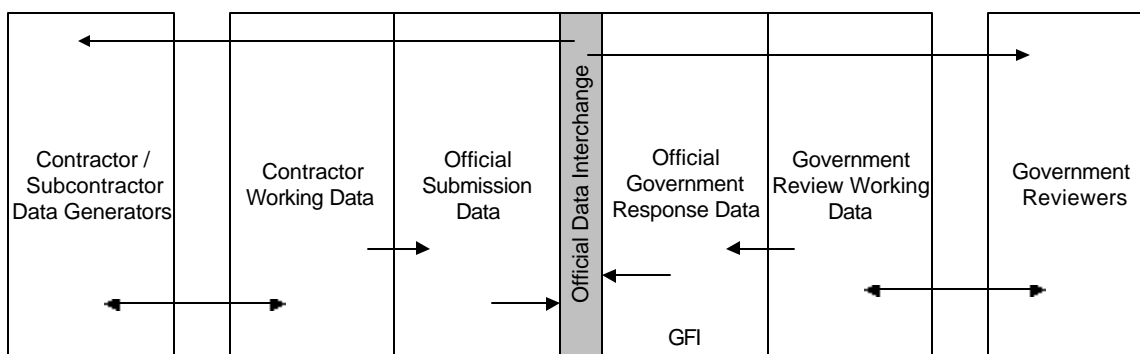 Contractor /
Subcontractor
Data Generators
Contractor
Working Data
Official
Submission
Data
Official Data Interchange
Official
Government
Response Data
GFI
Government
Review Working
Data
Government
Reviewers